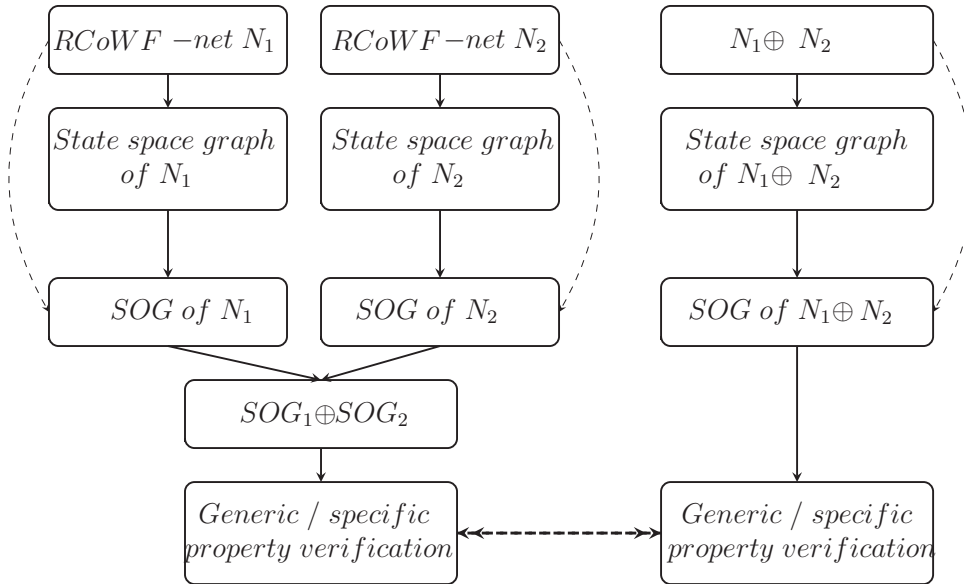 RCoWF −net N₁
RCoWF−net N₂
N₁⊕ N₂
State space graph
of N₁
State space graph
of N₂
State space graph
of N₁⊕ N₂
SOG of N₁
SOG of N₂
SOG of N₁⊕N₂
SOG₁⊕SOG₂
Generic / specific
property verification
Generic / specific
property verification